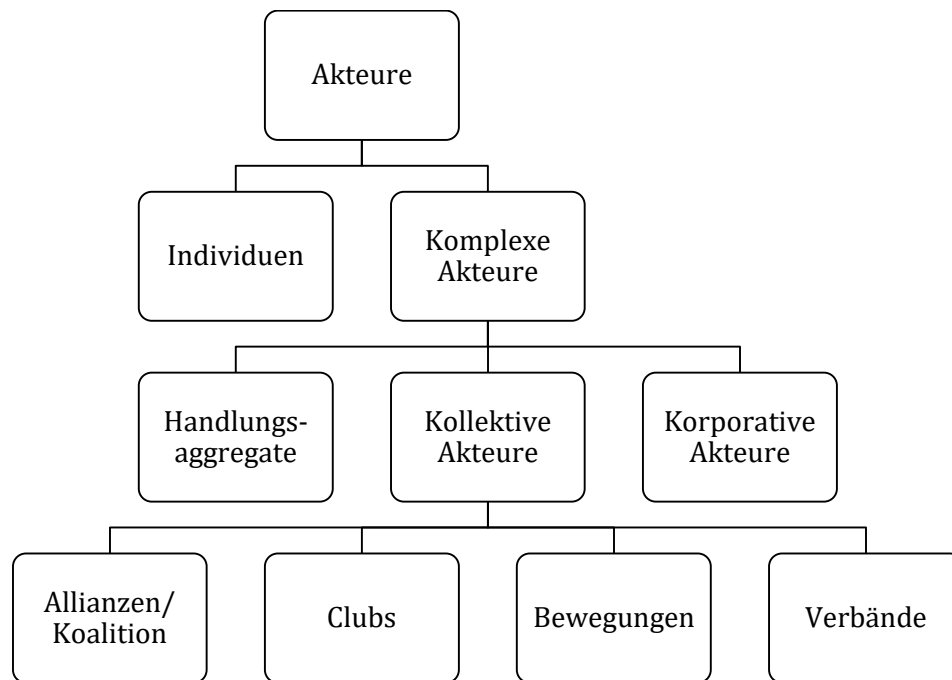 Akteure
Individuen
Komplexe
Akteure
Handlungs-
aggregate
Kollektive
Akteure
Korporative
Akteure
Allianzen/
Koalition
Clubs
Bewegungen
Verbände